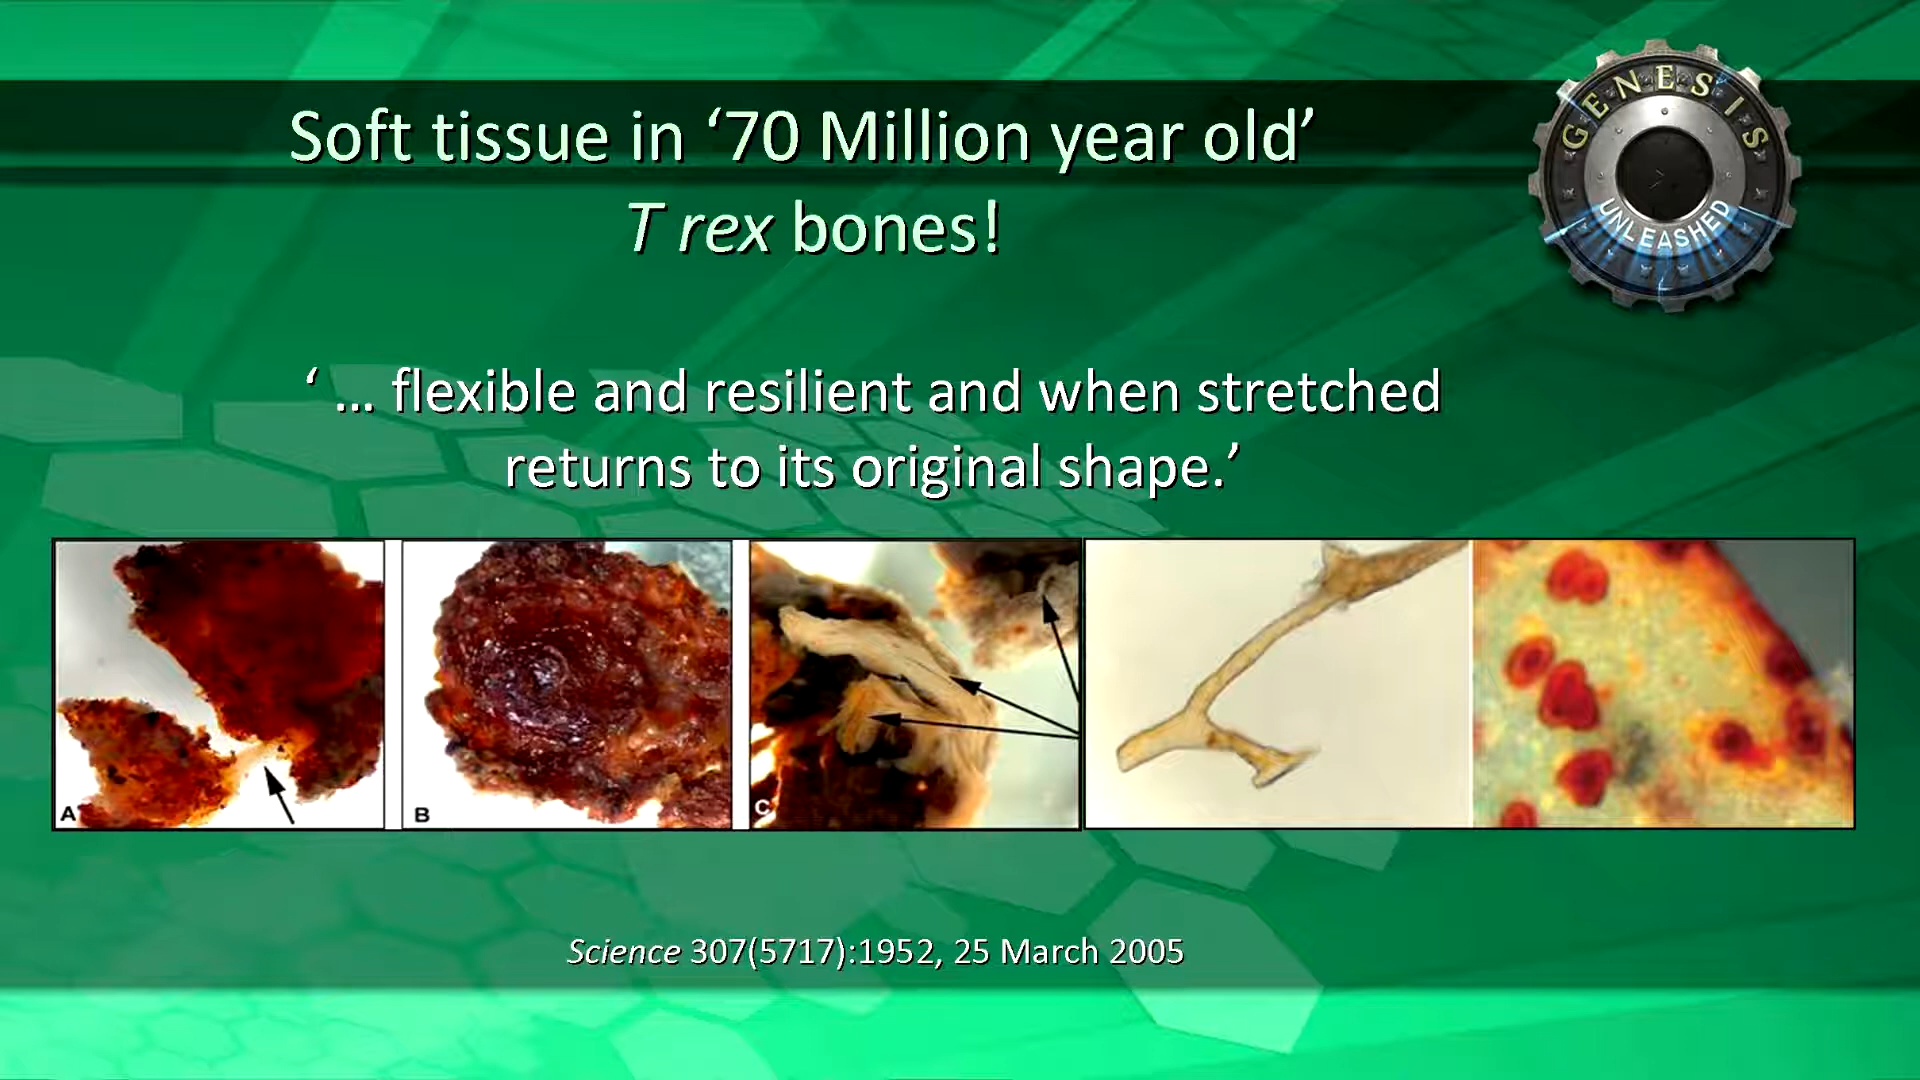 Soft tissue in ‘70 Million year old’
T rex bones!
GENESIS
UNLEASHED
‘ … flexible and resilient and when stretched
returns to its original shape.’
A
B
C
Science 307(5717):1952, 25 March 2005